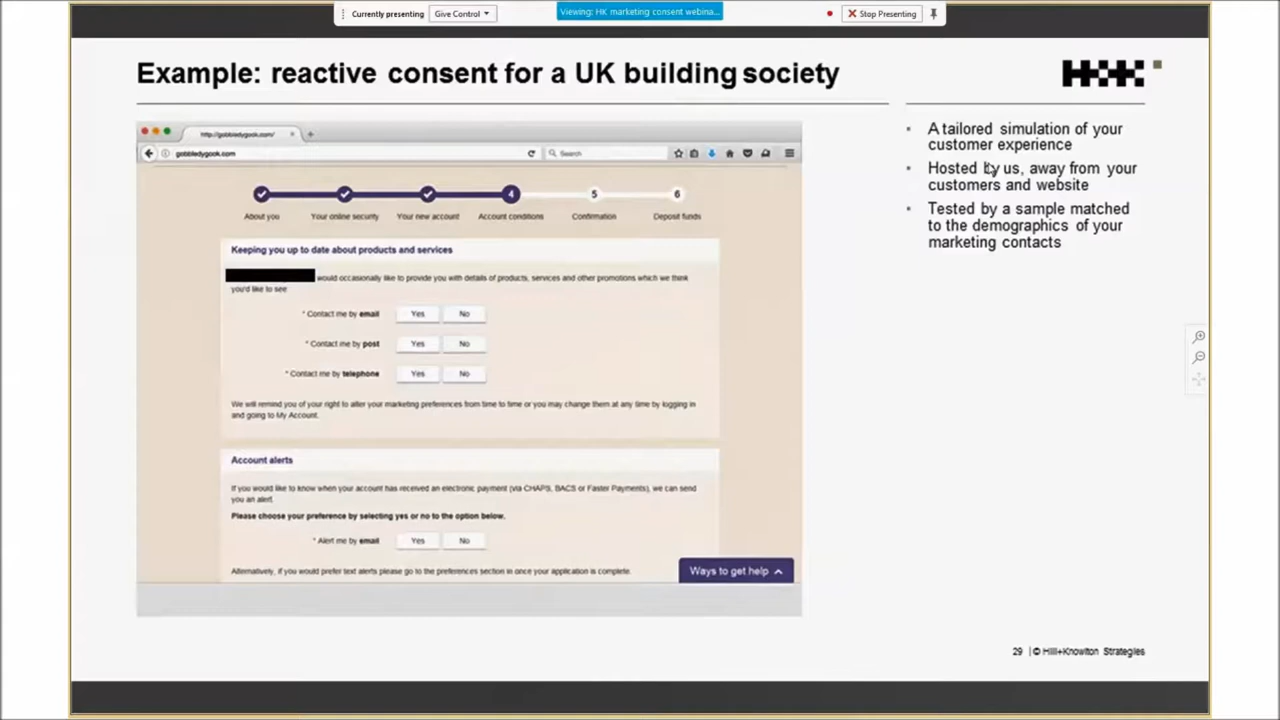 Currently presenting
Give Control
Viewing: HK marketing consent webina...
Stop Presenting
Example: reactive consent for a UK building society
H+K
http://gobbledygook.com/
gobbledygook.com
Search
4
5
6
About you
Your online security
Your new account
Account conditions
Confirmation
Deposit funds
Keeping you up to date about products and services
would occasionally like to provide you with details of products, services and other promotions which we think
you'd like to see
* Contact me by email
Yes
No
* Contact me by post
Yes
No
* Contact me by telephone
Yes
No
We will remind you of your right to alter your marketing preferences from time to time or you may change them at any time by logging in
and going to My Account.
Account alerts
If you would like to know when your account has received an electronic payment (via CHAPS, BACS or Faster Payments), we can send
you an alert.
Please choose your preference by selecting yes or no to the option below.
* Alert me by email
Yes
No
Alternatively, if you would prefer text alerts please go to the preferences section in once your application is complete.
Ways to get help
▪ A tailored simulation of your
customer experience
▪ Hosted by us, away from your
customers and website
▪ Tested by a sample matched
to the demographics of your
marketing contacts
29 | © Hill+Knowlton Strategies